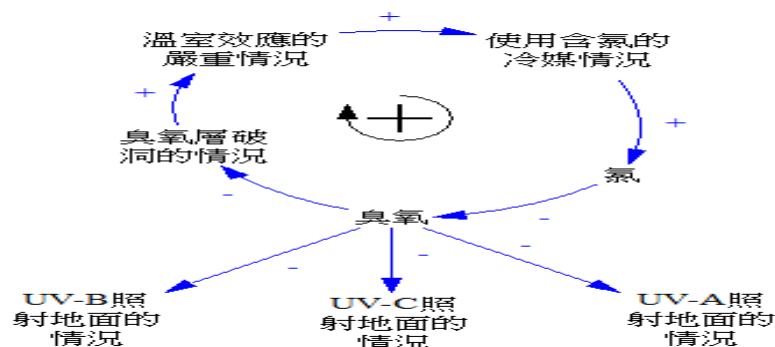 溫室效應的
嚴重情況
+
使用含氯的
冷媒情況
+
+
臭氧層破
洞的情況
+
氯
-
臭氧
-
-
-
-
UV-B照
射地面的
情況
UV-C照
射地面的
情況
UV-A照
射地面的
情況